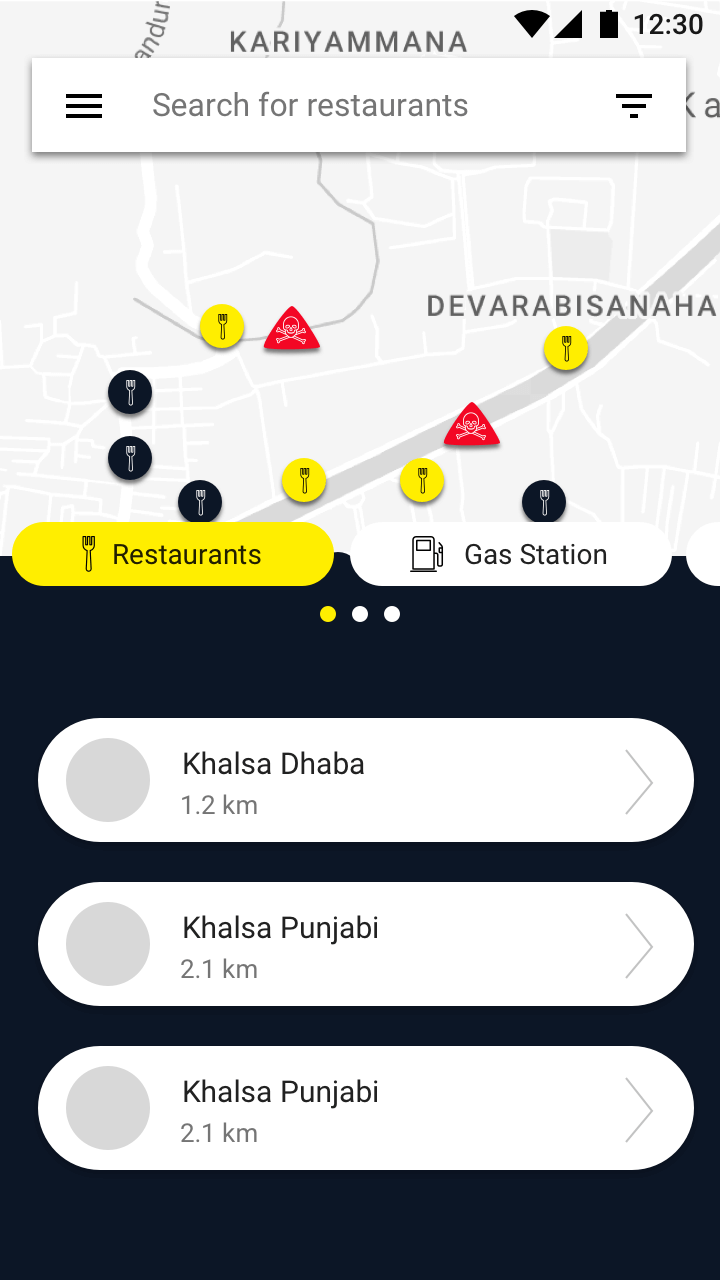 12:30
andur
KARIYAMMANA
Search for restaurants
Ka
DEVARABISANAHA
Restaurants
Gas Station
Khalsa Dhaba
1.2 km
Khalsa Punjabi
2.1 km
Khalsa Punjabi
2.1 km